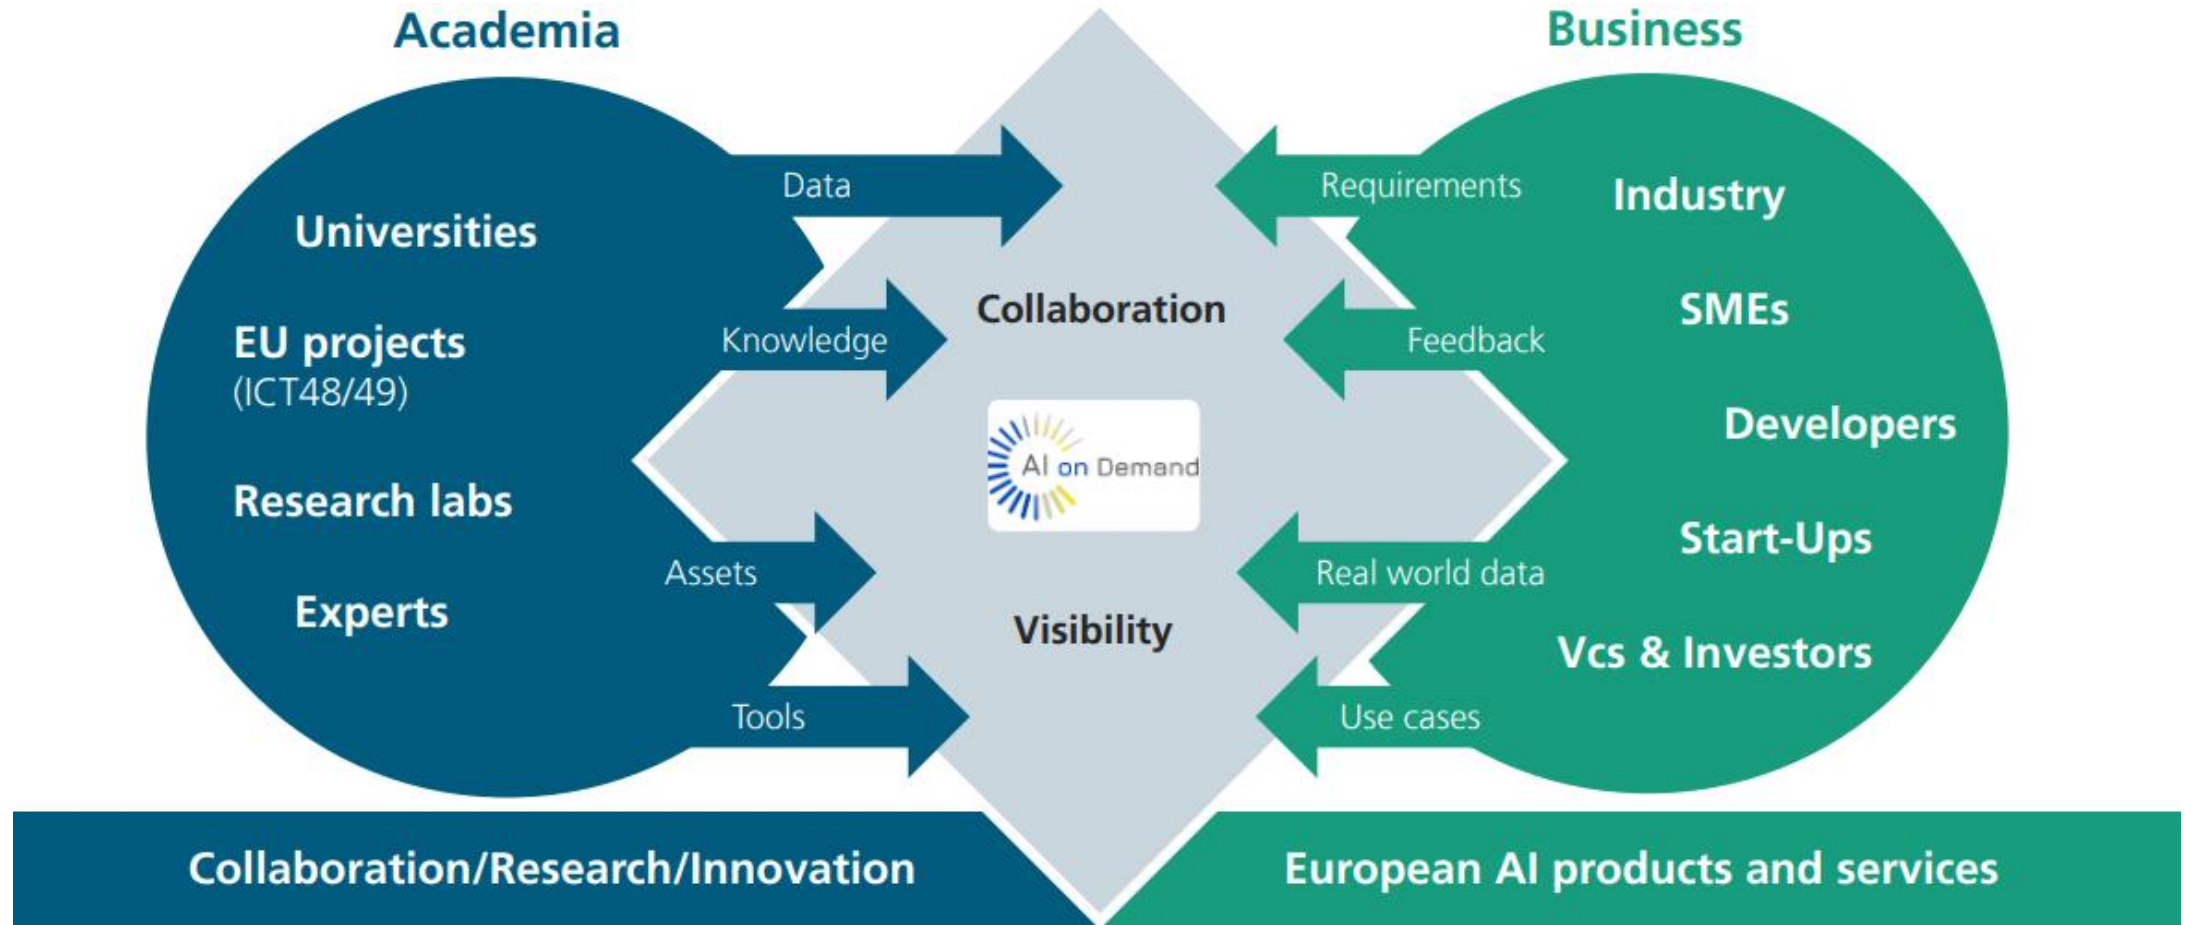 Academia
Business
Universities
EU projects
(ICT48/49)
Research labs
Experts
Data
Knowledge
Assets
Tools
Collaboration
AI on Demand
Visibility
Requirements
Feedback
Real world data
Use cases
Industry
SMEs
Developers
Start-Ups
Vcs & Investors
Collaboration/Research/Innovation
European AI products and services